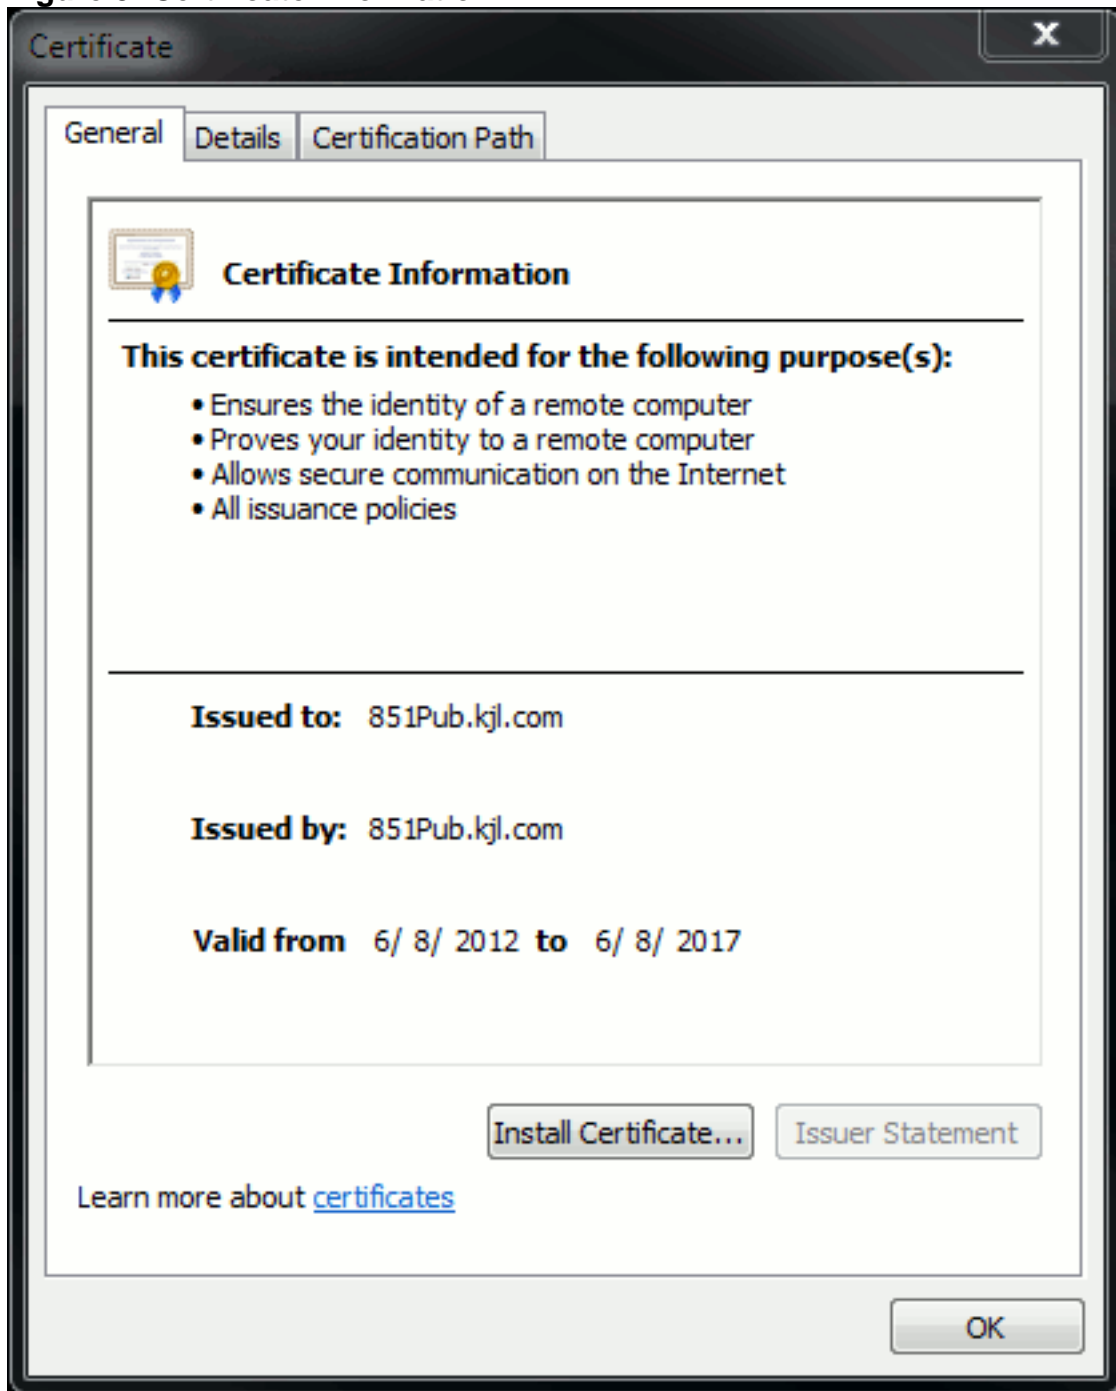 Certificate
General Details Certification Path
Certificate Information
This certificate is intended for the following purpose(s):
• Ensures the identity of a remote computer
• Proves your identity to a remote computer
• Allows secure communication on the Internet
• All issuance policies
Issued to: 851Pub.kjl.com
Issued by: 851Pub.kjl.com
Valid from 6/ 8/ 2012 to 6/ 8/ 2017
Install Certificate... Issuer Statement
Learn more about certificates
OK